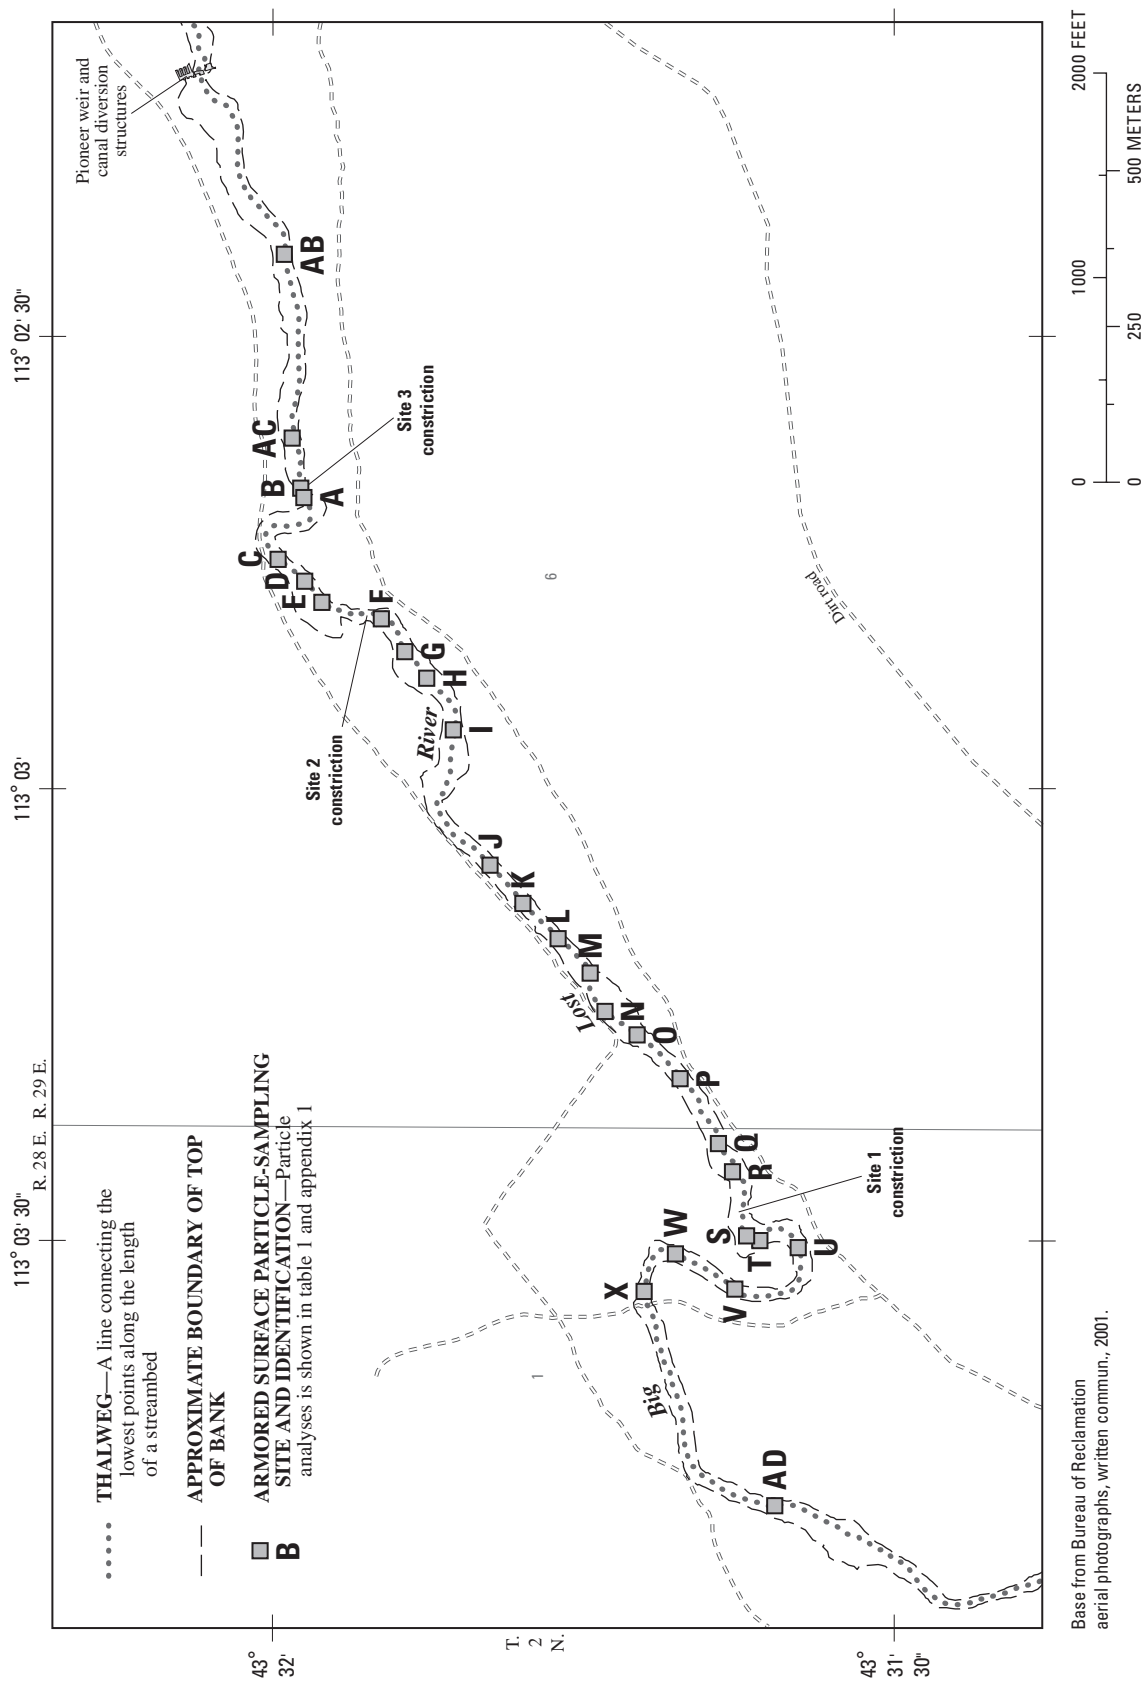 113° 03' 30"
113° 03'
113° 02' 30"
R. 28 E.
R. 29 E.
THALWEG—A line connecting the
lowest points along the length
of a streambed
APPROXIMATE BOUNDARY OF TOP
OF BANK
B
ARMORED SURFACE PARTICLE-SAMPLING
SITE AND IDENTIFICATION—Particle
analyses is shown in table 1 and appendix 1
Pioneer weir and
canal diversion
structures
43°
32'
T.
2
N.
43°
31'
30"
AB
AC
B
A
Site 3
constriction
C
D
E
F
Site 2
constriction
G
H
River
I
J
K
L
M
Lost
N
O
P
Q
R
Site 1
constriction
S
T
U
V
W
X
Big
AD
6
1
Dirt road
0
1000
2000 FEET
0
250
500 METERS
Base from Bureau of Reclamation
aerial photographs, written commun., 2001.